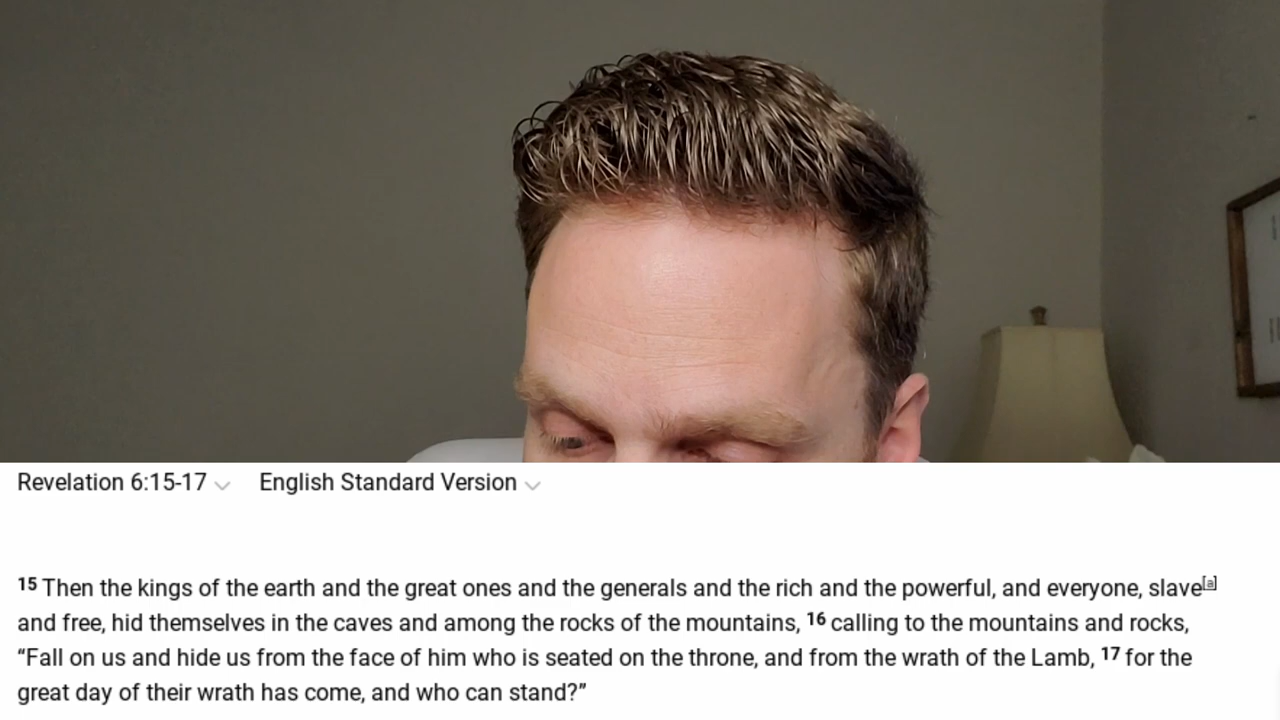 Revelation 6:15-17 English Standard Version
15 Then the kings of the earth and the great ones and the generals and the rich and the powerful, and everyone, slave[a]
and free, hid themselves in the caves and among the rocks of the mountains, 16 calling to the mountains and rocks,
“Fall on us and hide us from the face of him who is seated on the throne, and from the wrath of the Lamb, 17 for the
great day of their wrath has come, and who can stand?”